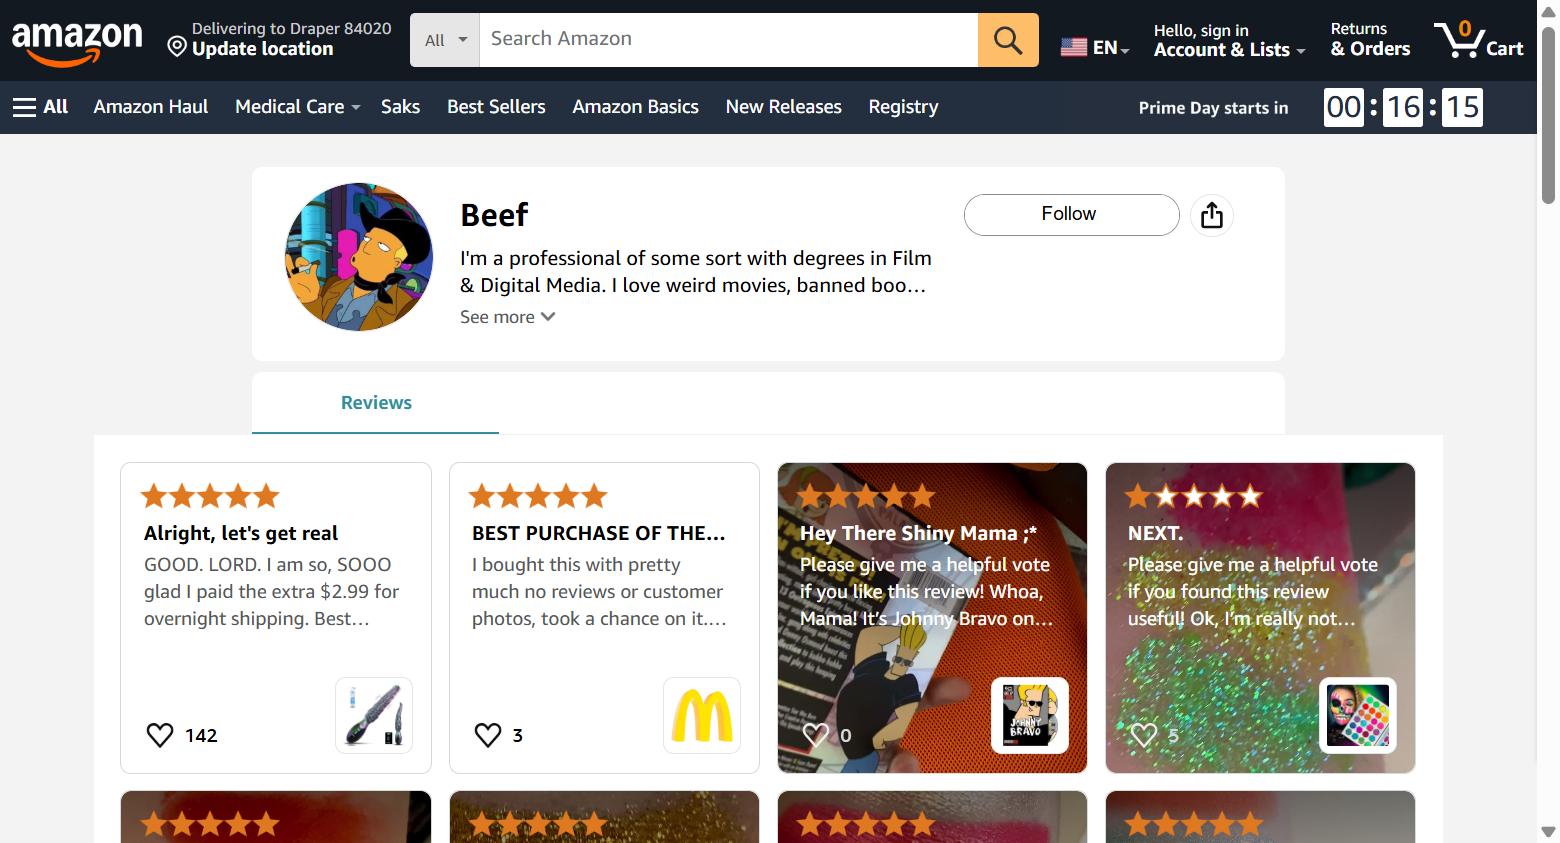 amazon
Delivering to Draper 84020
Update location
All
Search Amazon
EN
Hello, sign in
Account & Lists
Returns
& Orders
0
Cart
All
Amazon Haul
Medical Care
Saks
Best Sellers
Amazon Basics
New Releases
Registry
Prime Day starts in
00 : 16 : 15
Beef
I'm a professional of some sort with degrees in Film
& Digital Media. I love weird movies, banned boo…
See more
Follow
Reviews
Alright, let's get real
GOOD. LORD. I am so, SOOO
glad I paid the extra $2.99 for
overnight shipping. Best…
142
BEST PURCHASE OF THE…
I bought this with pretty
much no reviews or customer
photos, took a chance on it.…
3
Hey There Shiny Mama ;*
Please give me a helpful vote
if you like this review! Whoa,
Mama! It’s Johnny Bravo on…
0
JOHNNY
BRAVO
NEXT.
Please give me a helpful vote
if you found this review
useful! Ok, I’m really not…
5